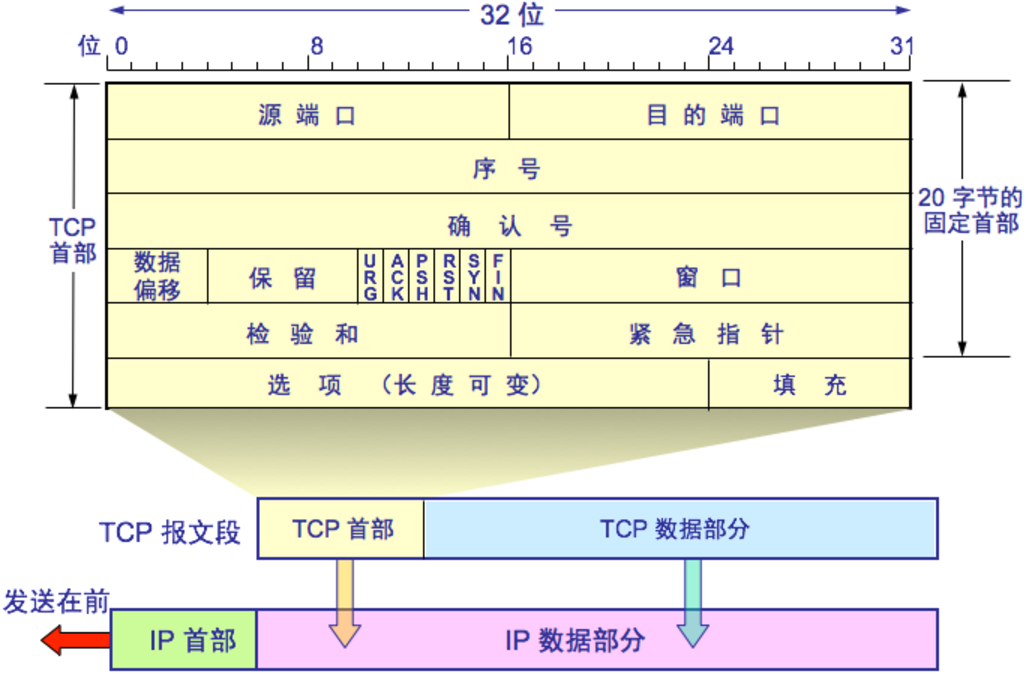 32 位
位 0 8 16 24 31
源 端 口 目 的 端 口
序 号
确 认 号
TCP
首部
20 字节的
固定首部
数据
偏移
保 留
URG
ACK
PSH
RST
SYN
FIN
窗 口
检 验 和 紧 急 指 针
选 项 （长 度 可 变） 填 充
TCP 报文段
TCP 首部 TCP 数据部分
发送在前
IP 首部 IP 数据部分